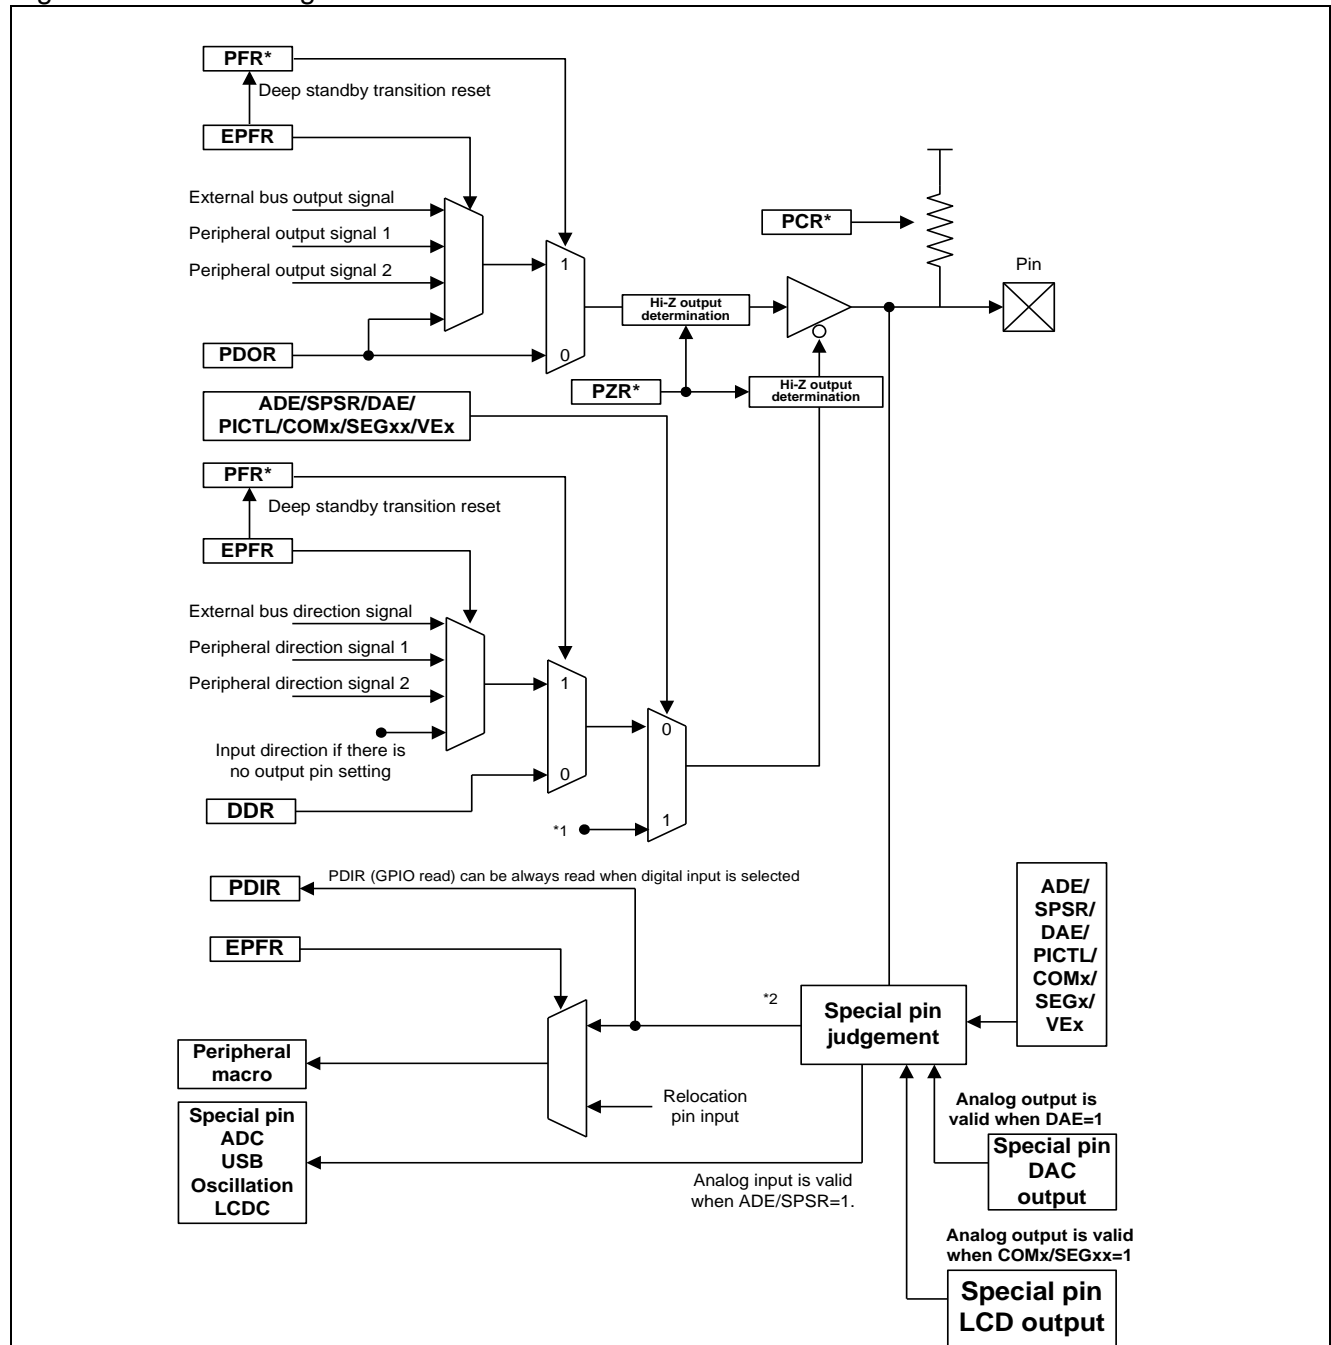 PFR*
Deep standby transition reset
EPFR
External bus output signal
Peripheral output signal 1
Peripheral output signal 2
PDOR
1
0
Hi-Z output
determination
PCR*
Pin
PZR*
Hi-Z output
determination
ADE/SPSR/DAE/
PICTL/COMx/SEGxx/VEx
PFR*
Deep standby transition reset
EPFR
External bus direction signal
Peripheral direction signal 1
Peripheral direction signal 2
Input direction if there is
no output pin setting
DDR
1
0
0
1
*1
PDIR
PDIR (GPIO read) can be always read when digital input is selected
EPFR
*2
Special pin
judgement
ADE/
SPSR/
DAE/
PICTL/
COMx/
SEGx/
VEx
Peripheral
macro
Relocation
pin input
Special pin
ADC
USB
Oscillation
LCDC
Analog input is valid
when ADE/SPSR=1.
Analog output is
valid when DAE=1
Special pin
DAC
output
Analog output is valid
when COMx/SEGxx=1
Special pin
LCD output